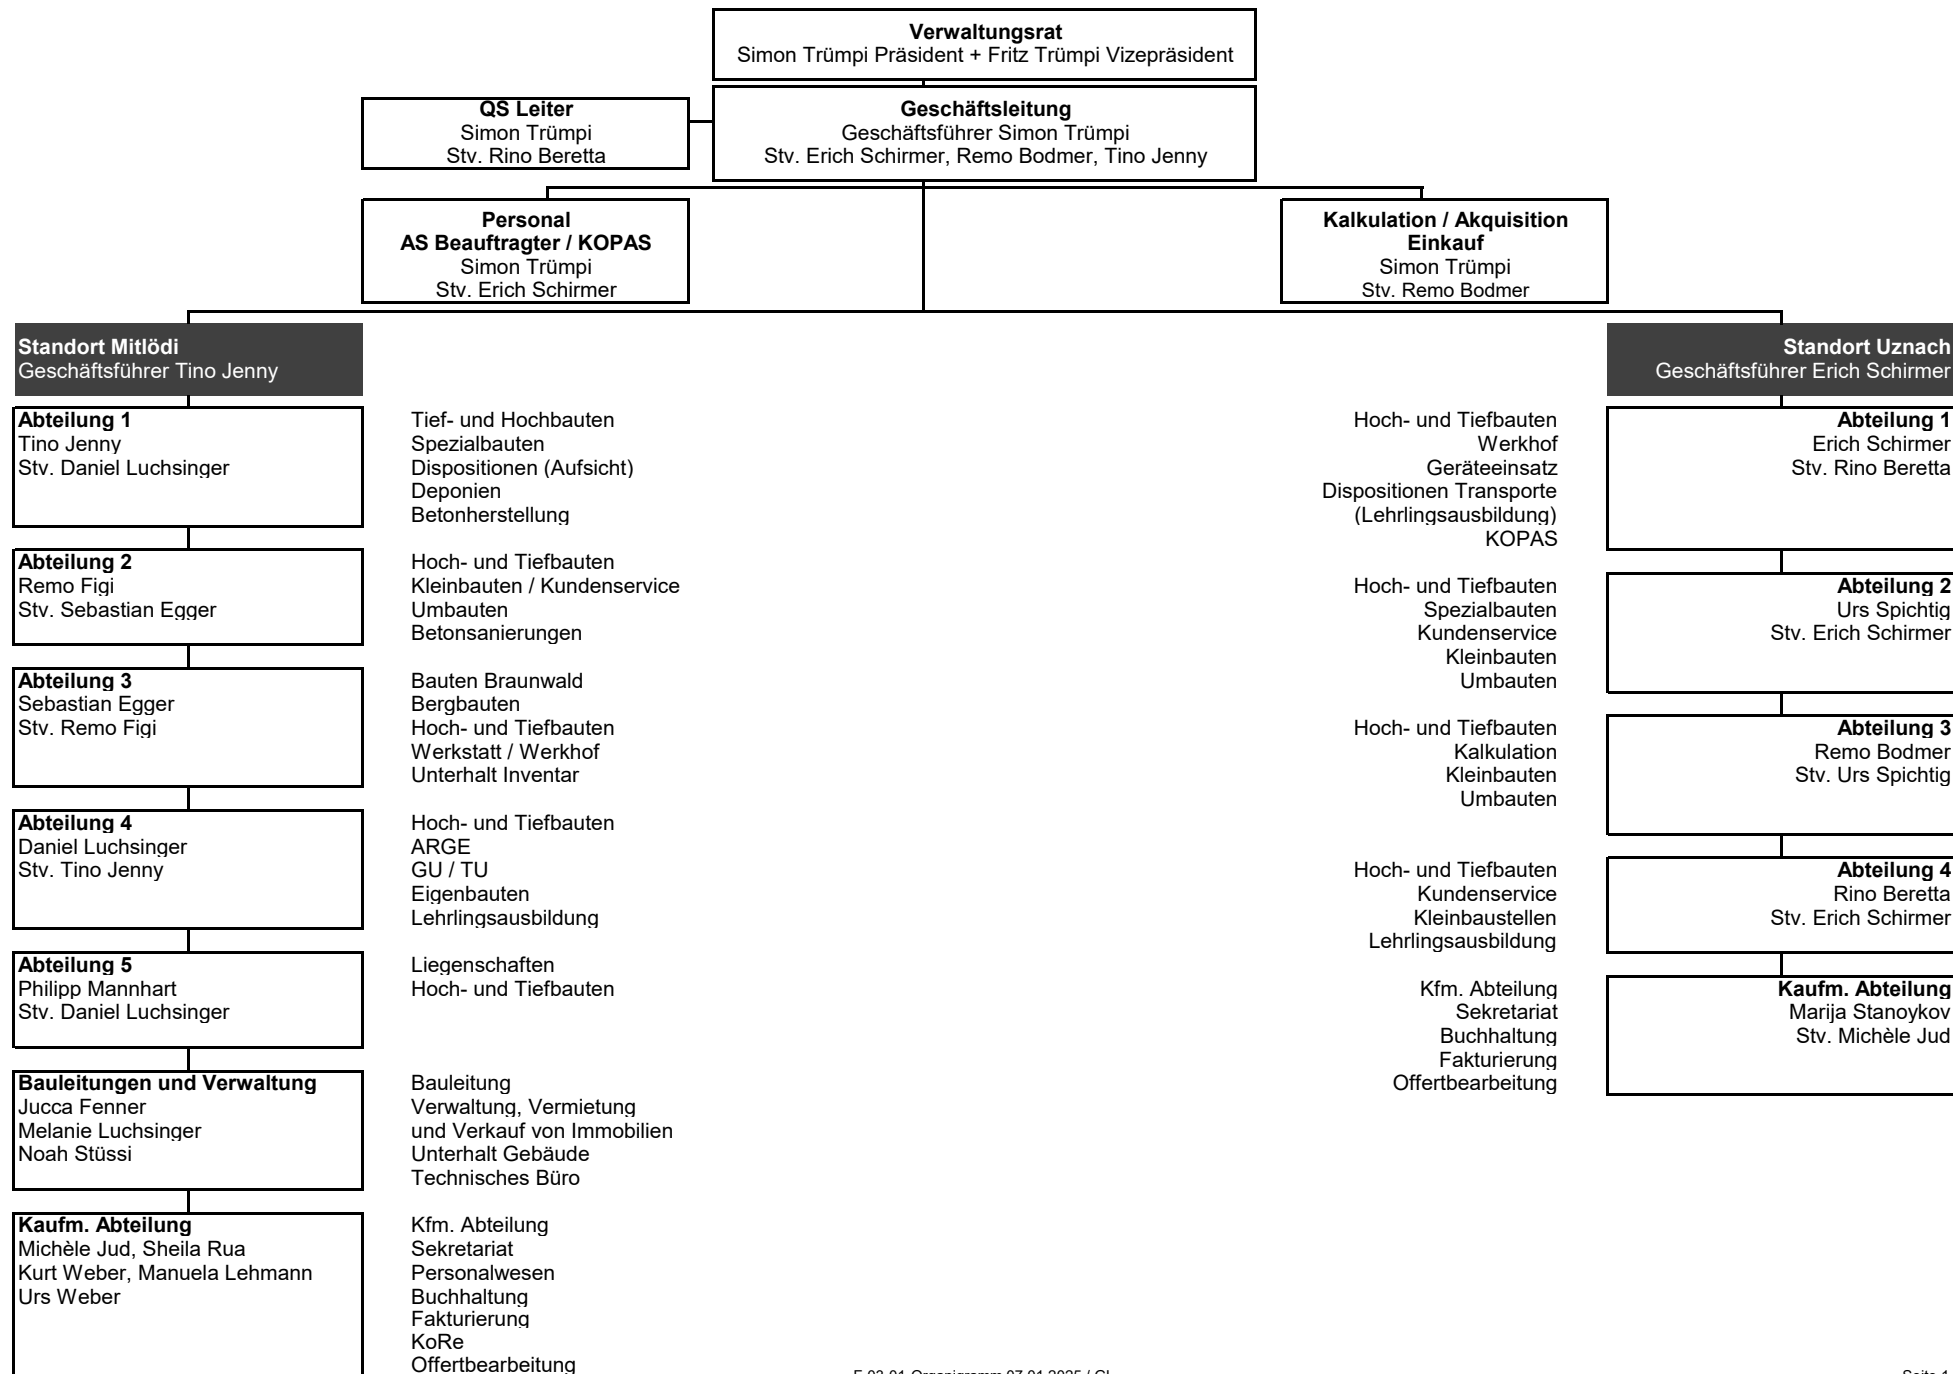 Verwaltungsrat
Simon Trümpi Präsident + Fritz Trümpi Vizepräsident
QS Leiter
Simon Trümpi
Stv. Rino Beretta
Geschäftsleitung
Geschäftsführer Simon Trümpi
Stv. Erich Schirmer, Remo Bodmer, Tino Jenny
Personal
AS Beauftragter / KOPAS
Simon Trümpi
Stv. Erich Schirmer
Kalkulation / Akquisition
Einkauf
Simon Trümpi
Stv. Remo Bodmer
Standort Mitlödi
Geschäftsführer Tino Jenny
Abteilung 1
Tino Jenny
Stv. Daniel Luchsinger
Tief- und Hochbauten
Spezialbauten
Dispositionen (Aufsicht)
Deponien
Betonherstellung
Abteilung 2
Remo Figi
Stv. Sebastian Egger
Hoch- und Tiefbauten
Kleinbauten / Kundenservice
Umbauten
Betonsanierungen
Abteilung 3
Sebastian Egger
Stv. Remo Figi
Bauten Braunwald
Bergbauten
Hoch- und Tiefbauten
Werkstatt / Werkhof
Unterhalt Inventar
Abteilung 4
Daniel Luchsinger
Stv. Tino Jenny
Hoch- und Tiefbauten
ARGE
GU / TU
Eigenbauten
Lehrlingsausbildung
Abteilung 5
Philipp Mannhart
Stv. Daniel Luchsinger
Liegenschaften
Hoch- und Tiefbauten
Bauleitungen und Verwaltung
Jucca Fenner
Melanie Luchsinger
Noah Stüssi
Bauleitung
Verwaltung, Vermietung
und Verkauf von Immobilien
Unterhalt Gebäude
Technisches Büro
Kaufm. Abteilung
Michèle Jud, Sheila Rua
Kurt Weber, Manuela Lehmann
Urs Weber
Kfm. Abteilung
Sekretariat
Personalwesen
Buchhaltung
Fakturierung
KoRe
Offertbearbeitung
Standort Uznach
Geschäftsführer Erich Schirmer
Hoch- und Tiefbauten
Werkhof
Geräteeinsatz
Dispositionen Transporte
(Lehrlingsausbildung)
KOPAS
Abteilung 1
Erich Schirmer
Stv. Rino Beretta
Hoch- und Tiefbauten
Spezialbauten
Kundenservice
Kleinbauten
Umbauten
Abteilung 2
Urs Spichtig
Stv. Erich Schirmer
Hoch- und Tiefbauten
Kalkulation
Kleinbauten
Umbauten
Abteilung 3
Remo Bodmer
Stv. Urs Spichtig
Hoch- und Tiefbauten
Kundenservice
Kleinbaustellen
Lehrlingsausbildung
Abteilung 4
Rino Beretta
Stv. Erich Schirmer
Kfm. Abteilung
Sekretariat
Buchhaltung
Fakturierung
Offertbearbeitung
Kaufm. Abteilung
Marija Stanoykov
Stv. Michèle Jud